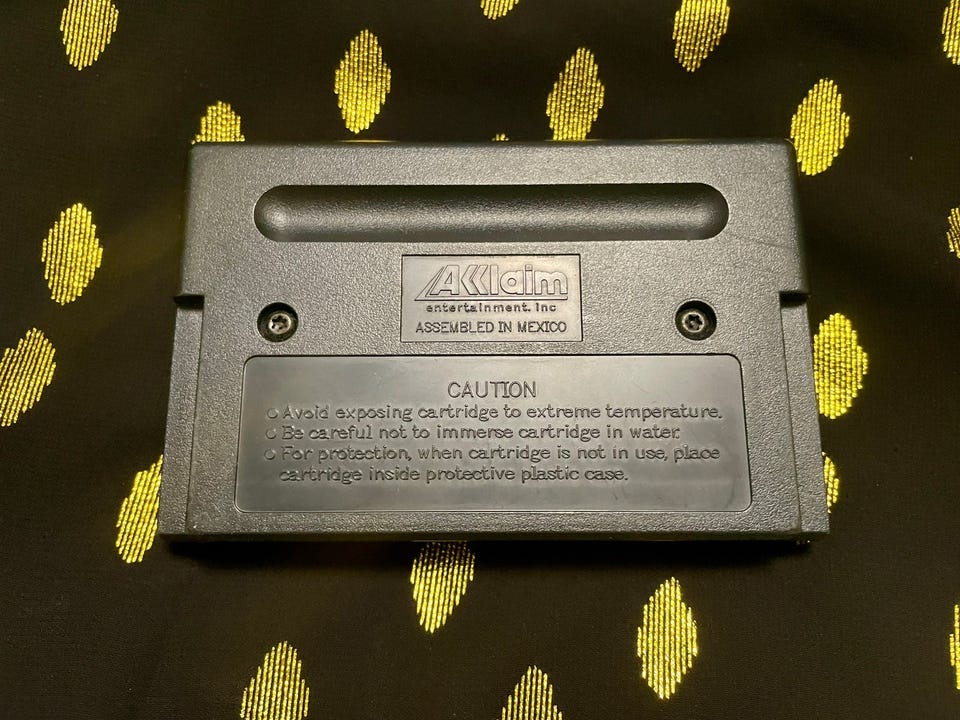 AKKlaim
entertainment. inc
ASSEMBLED IN MEXICO
CAUTION
Avoid exposing cartridge to extreme temperature.
Be careful not to immerse cartridge in water.
For protection, when cartridge is not in use, place
cartridge inside protective plastic case.